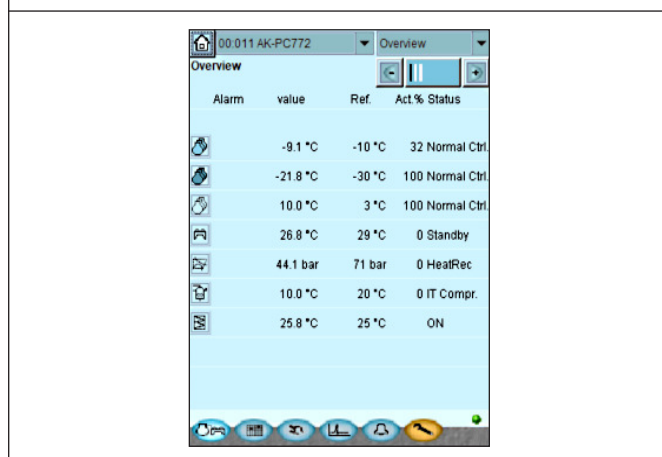 00:011 AK-PC772 Overview
Overview
Alarm value Ref. Act.% Status
-9.1 °C -10 °C 32 Normal Ctrl.
-21.8 °C -30 °C 100 Normal Ctrl.
10.0 °C 3 °C 100 Normal Ctrl.
26.8 °C 29 °C 0 Standby
44.1 bar 71 bar 0 HeatRec
10.0 °C 20 °C 0 IT Compr.
25.8 °C 25 °C ON